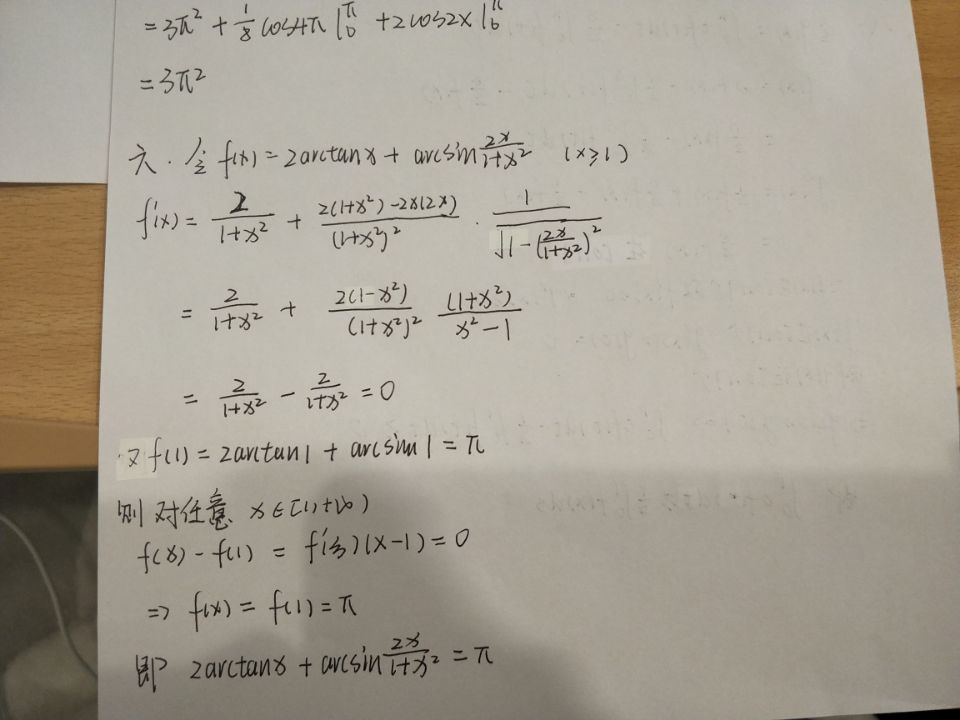 = 3π² + 1/8 cos4π |₀^π + 2cos2x |₀^π
= 3π²
六. 令 f(x) = 2arctanx + arcsin 2x/(1+x²) (x≥1)
f'(x) = 2/(1+x²) + (2(1+x²)-2x(2x))/(1+x²)² · 1/√(1-(2x/(1+x²))²)
= 2/(1+x²) + 2(1-x²)/(1+x²)² (1+x²)/(x²-1)
= 2/(1+x²) - 2/(1+x²) = 0
又 f(1) = 2arctan1 + arcsin1 = π
则 对任意 x∈[1,+∞)
f(x) - f(1) = f'(ξ)(x-1) = 0
⇒ f(x) = f(1) = π
即 2arctanx + arcsin 2x/(1+x²) = π